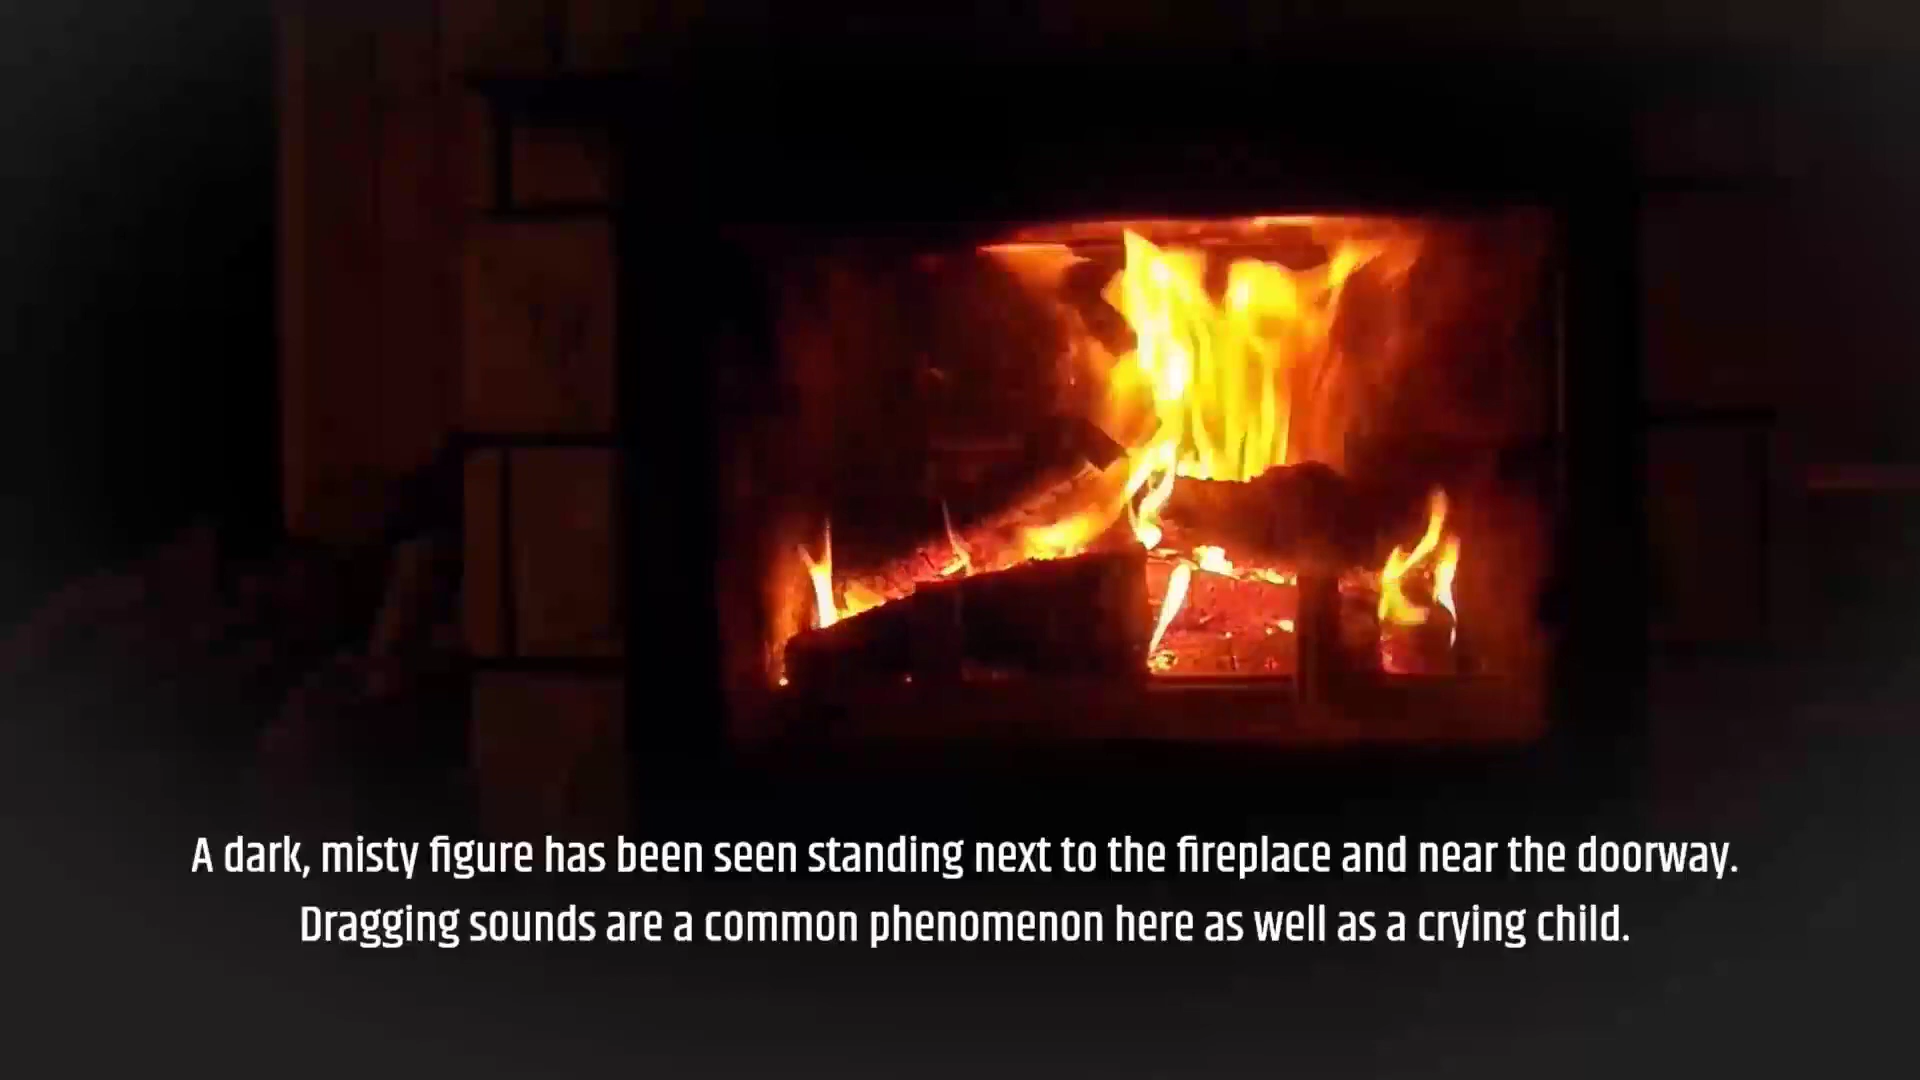 A dark, misty figure has been seen standing next to the fireplace and near the doorway.
Dragging sounds are a common phenomenon here as well as a crying child.